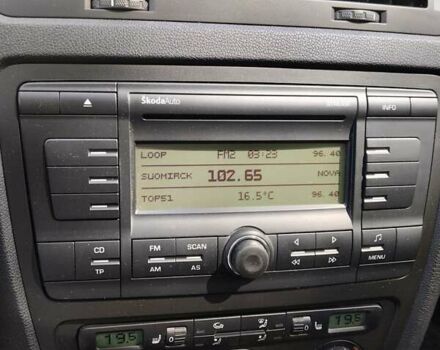 ŠkodaAuto
INFO
LOOP FM2 03:23 96.40
SUOMIRCK 102.65 NOVA
TOP51 16.5°C 96.40
CD FM SCAN MENU
TP AM AS
19.5 19.5